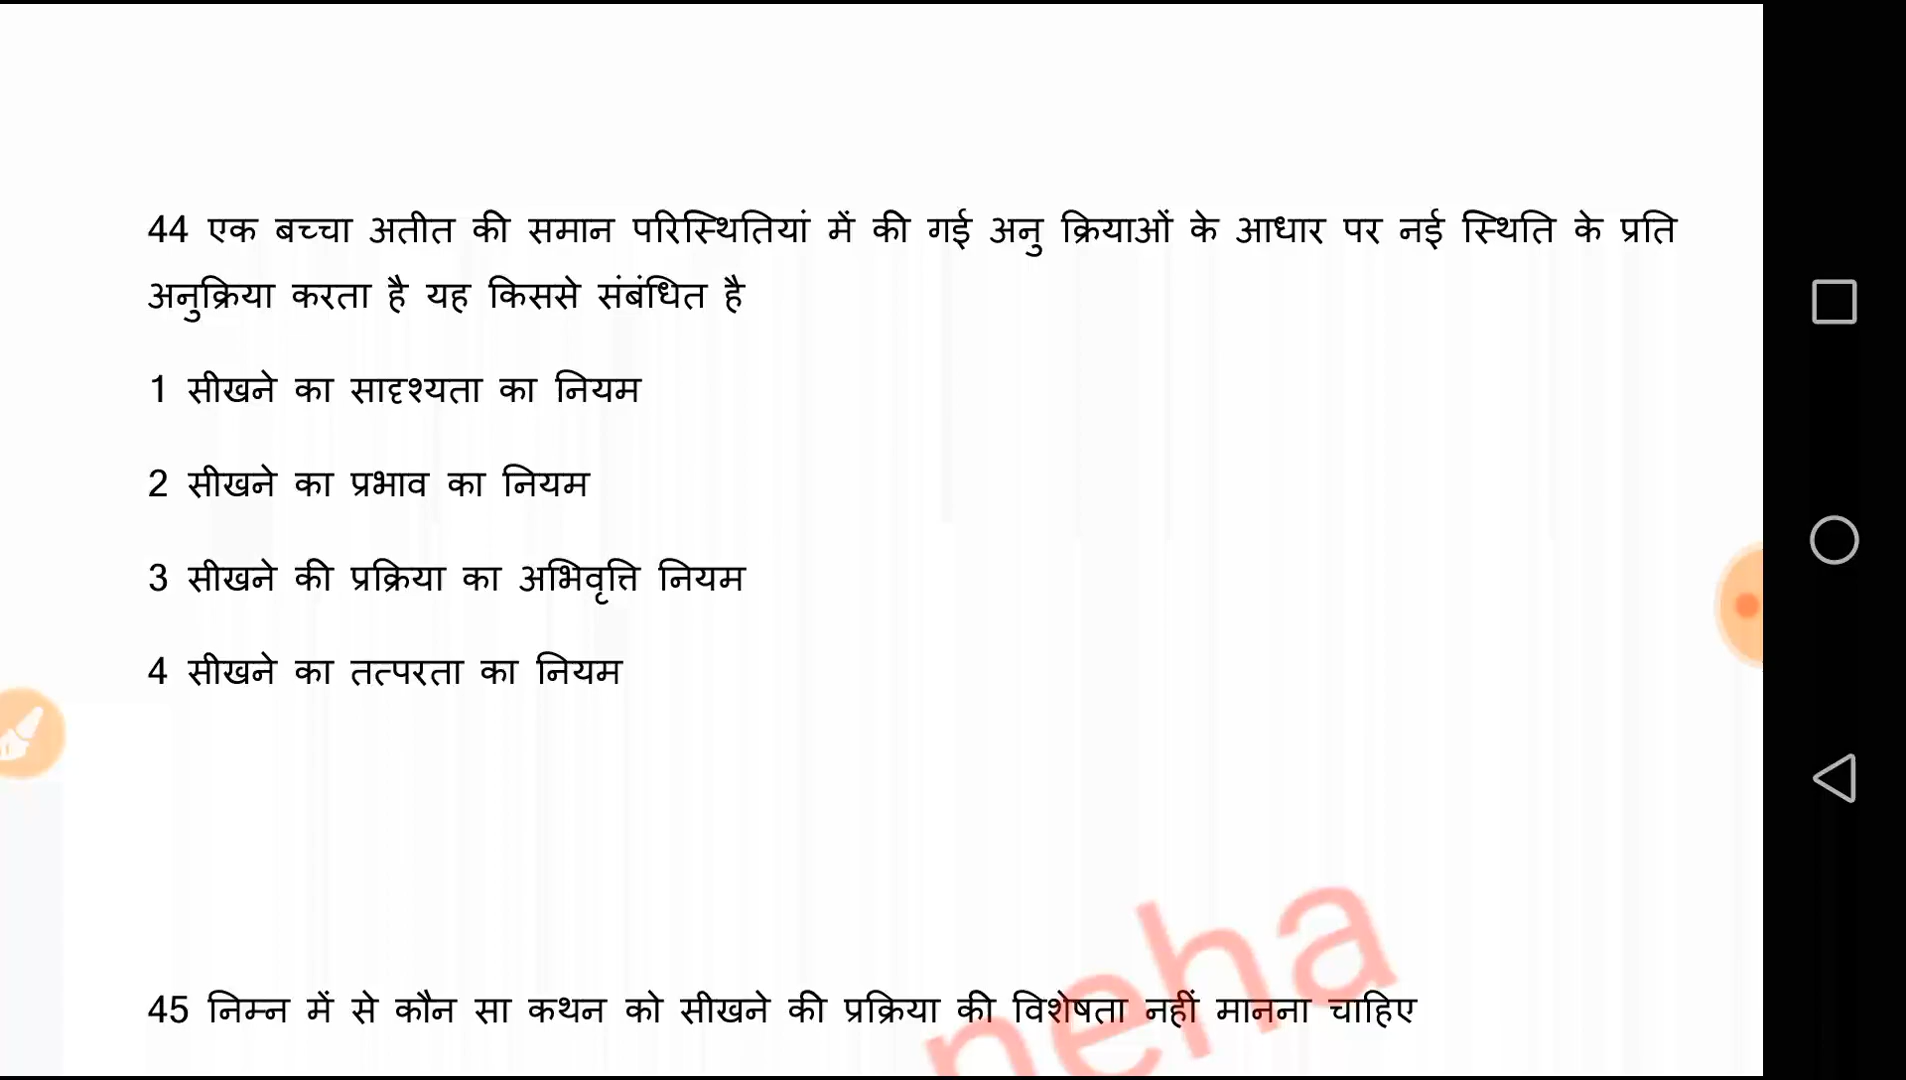 44 एक बच्चा अतीत की समान परिस्थितियां में की गई अनु क्रियाओं के आधार पर नई स्थिति के प्रति
अनुक्रिया करता है यह किससे संबंधित है
1 सीखने का सादृश्यता का नियम
2 सीखने का प्रभाव का नियम
3 सीखने की प्रक्रिया का अभिवृत्ति नियम
4 सीखने का तत्परता का नियम
neha
45 निम्न में से कौन सा कथन को सीखने की प्रक्रिया की विशेषता नहीं मानना चाहिए